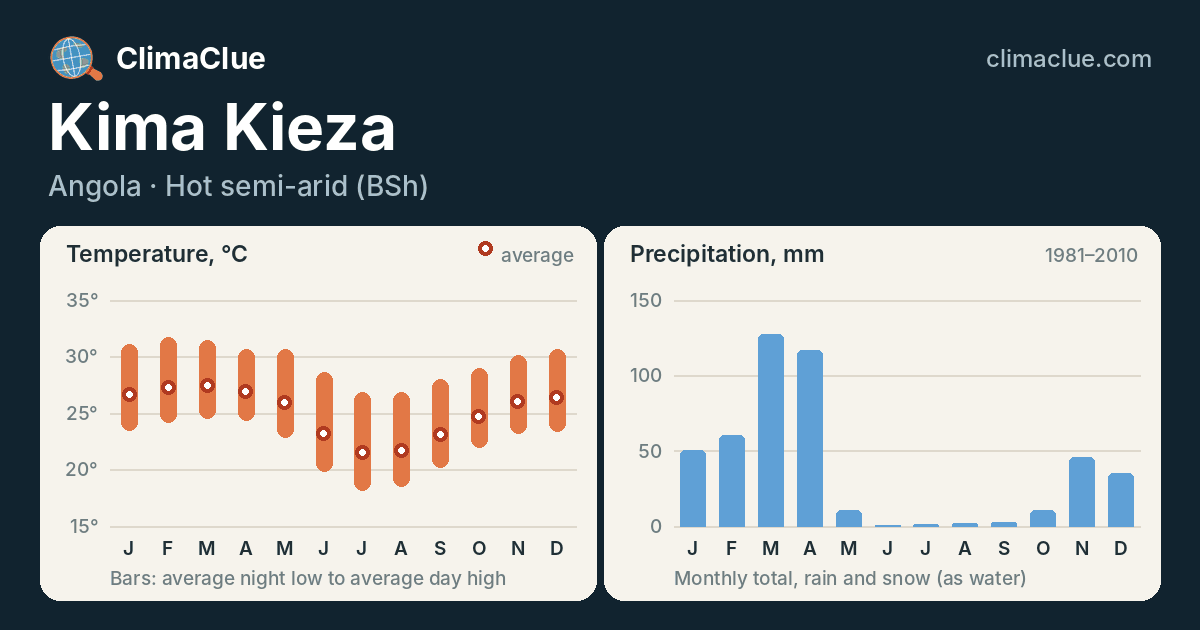 ClimaClue
climaclue.com
Kima Kieza
Angola · Hot semi-arid (BSh)
Temperature, °C
average
35°
30°
25°
20°
15°
J F M A M J J A S O N D
Bars: average night low to average day high
Precipitation, mm
1981–2010
150
100
50
0
J F M A M J J A S O N D
Monthly total, rain and snow (as water)